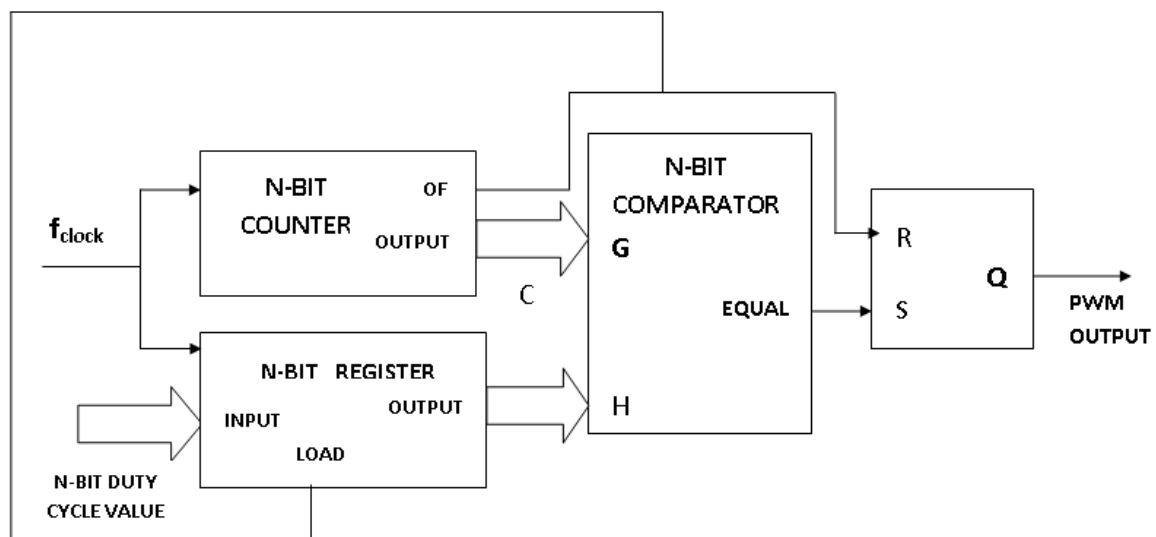 N-BIT
COUNTER
OF
OUTPUT
f_clock
C
N-BIT
COMPARATOR
G
H
EQUAL
R
S
Q
PWM
OUTPUT
N-BIT REGISTER
OUTPUT
INPUT
LOAD
N-BIT DUTY
CYCLE VALUE